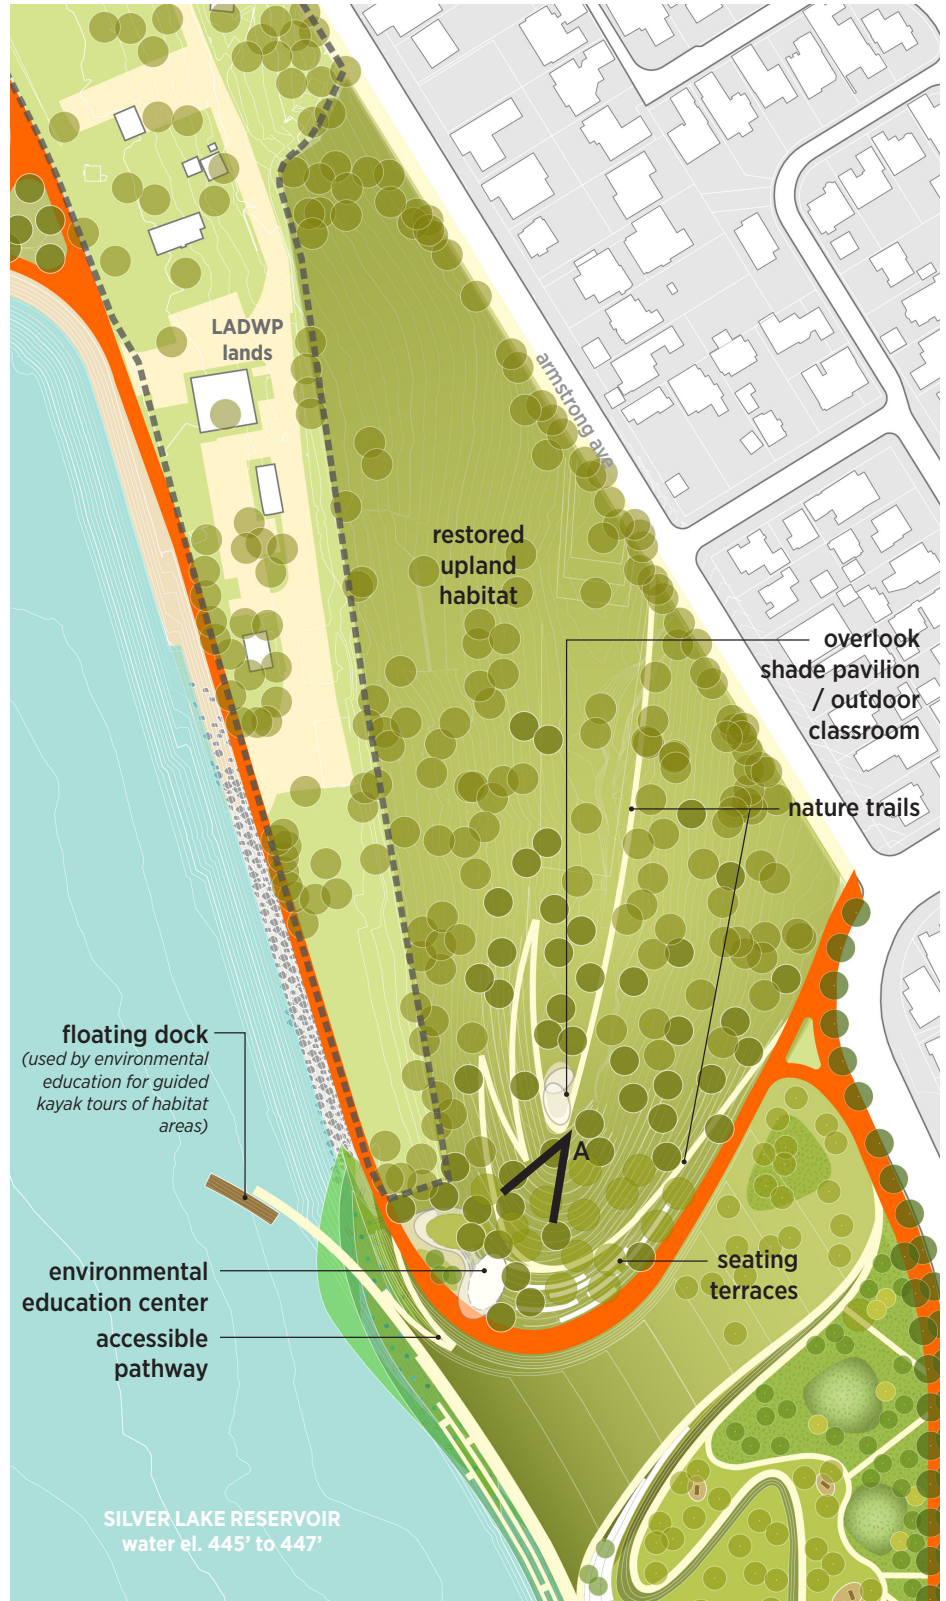 LADWP
lands
armstrong ave
restored
upland
habitat
overlook
shade pavilion
/ outdoor
classroom
nature trails
floating dock
(used by environmental
education for guided
kayak tours of habitat
areas)
A
environmental
education center
seating
terraces
accessible
pathway
SILVER LAKE RESERVOIR
water el. 445’ to 447’